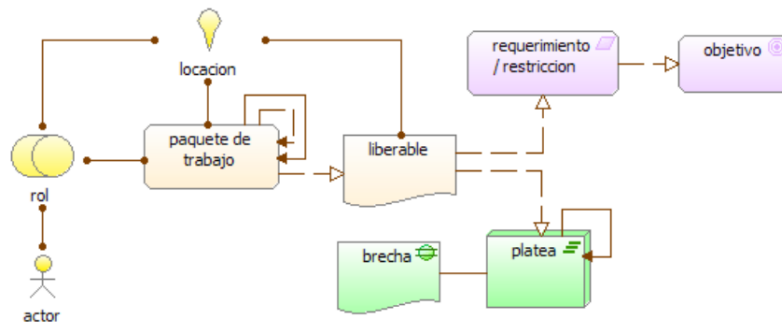 locacion
requerimiento
/ restriccion
objetivo
paquete de
trabajo
liberable
rol
brecha
platea
actor